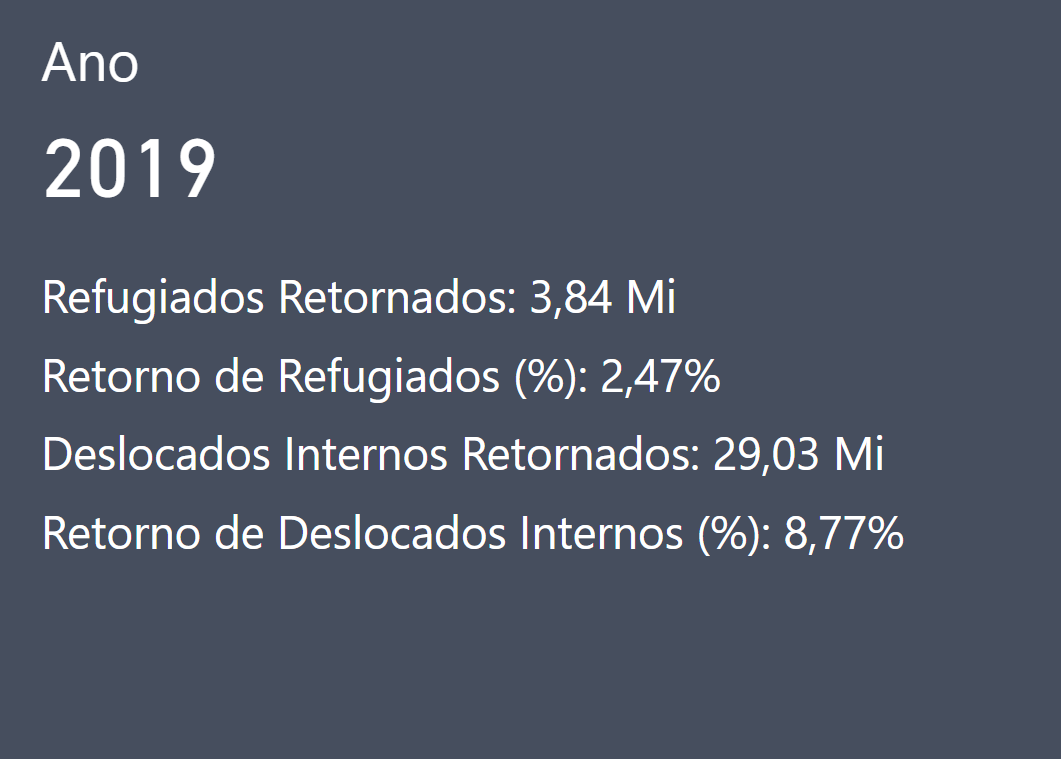 Ano
2019
Refugiados Retornados: 3,84 Mi
Retorno de Refugiados (%): 2,47%
Deslocados Internos Retornados: 29,03 Mi
Retorno de Deslocados Internos (%): 8,77%